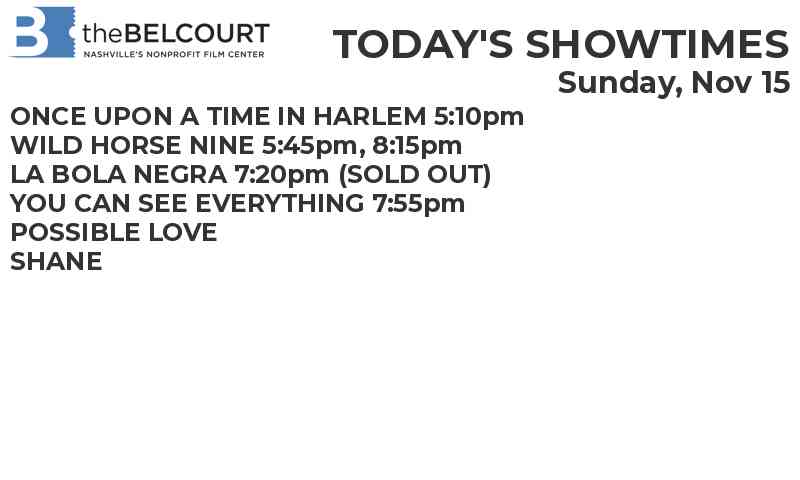 B theBELCOURT
NASHVILLE'S NONPROFIT FILM CENTER
TODAY'S SHOWTIMES
Sunday, Nov 15
ONCE UPON A TIME IN HARLEM 5:10pm
WILD HORSE NINE 5:45pm, 8:15pm
LA BOLA NEGRA 7:20pm (SOLD OUT)
YOU CAN SEE EVERYTHING 7:55pm
POSSIBLE LOVE
SHANE